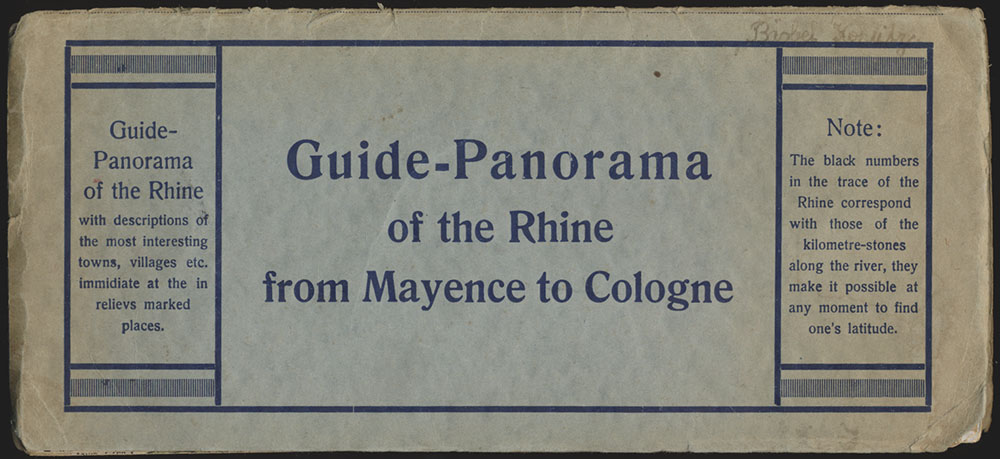 Guide-
Panorama
of the Rhine
with descriptions of
the most interesting
towns, villages etc.
immidiate at the in
relievs marked
places.
Guide-Panorama
of the Rhine
from Mayence to Cologne
Note:
The black numbers
in the trace of the
Rhine correspond
with those of the
kilometre-stones
along the river, they
make it possible at
any moment to find
one's latitude.